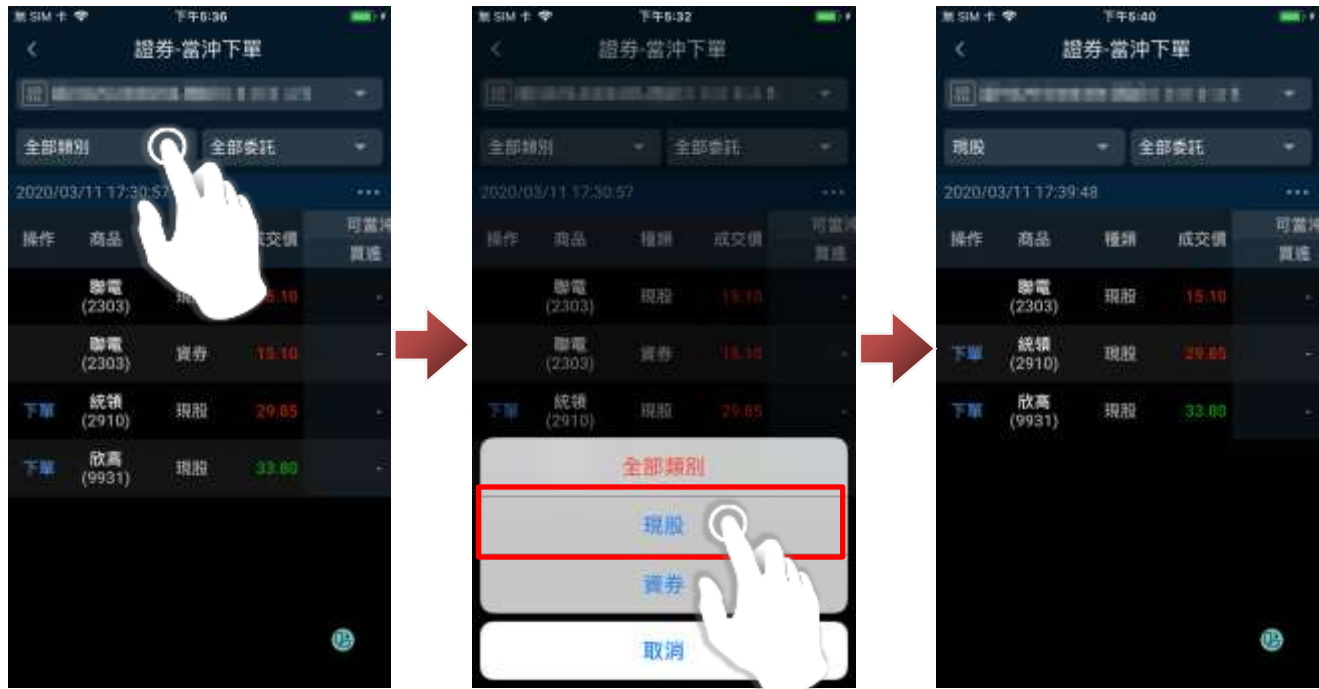 無 SIM 卡
下午5:36
證券-當沖下單
證
全部類別
全部委託
2020/03/11 17:30:57
操作
商品
成交價
可當沖
買進
聯電
(2303)
現
5.10
聯電
(2303)
資券
15.10
-
下單
統領
(2910)
現股
29.85
-
下單
欣高
(9931)
現股
33.80
-
無 SIM 卡
下午5:32
證券-當沖下單
證
全部類別
全部委託
2020/03/11 17:30:57
操作
商品
種類
成交價
可當沖
買進
聯電
(2303)
現股
15.10
-
聯電
(2303)
資券
15.10
-
下單
統領
(2910)
現股
29.85
-
全部類別
現股
資券
取消
無 SIM 卡
下午5:40
證券-當沖下單
證
現股
全部委託
2020/03/11 17:39:48
操作
商品
種類
成交價
可當沖
買進
聯電
(2303)
現股
15.10
-
下單
統領
(2910)
現股
29.85
-
下單
欣高
(9931)
現股
33.80
-